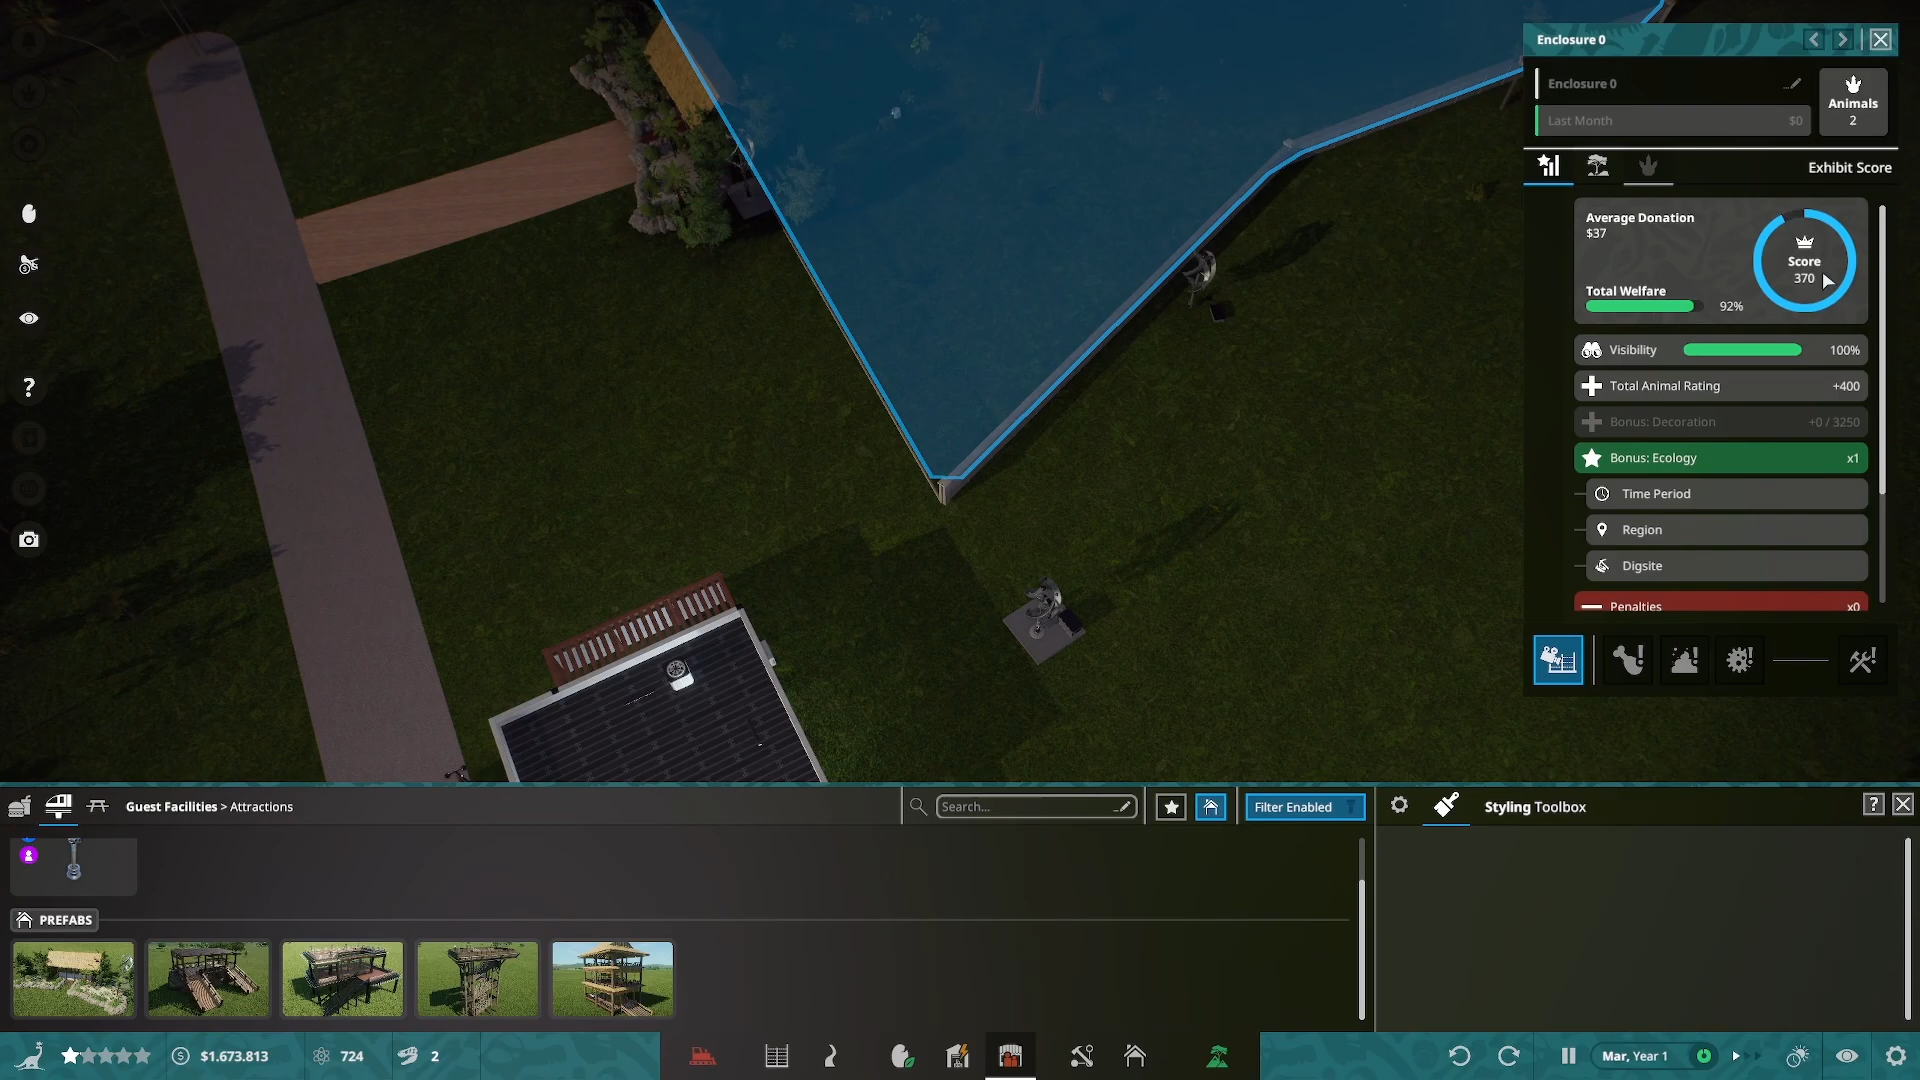 Enclosure 0
Enclosure 0
Last Month $0
Animals
2
Exhibit Score
Average Donation
$37
Score
370
Total Welfare
92%
Visibility 100%
Total Animal Rating +400
Bonus: Decoration +0 / 3250
Bonus: Ecology x1
Time Period
Region
Digsite
Penalties x0
Guest Facilities > Attractions
Search...
Filter Enabled
Styling Toolbox
?
?
PREFABS
$1.673.813
724
2
Mar, Year 1